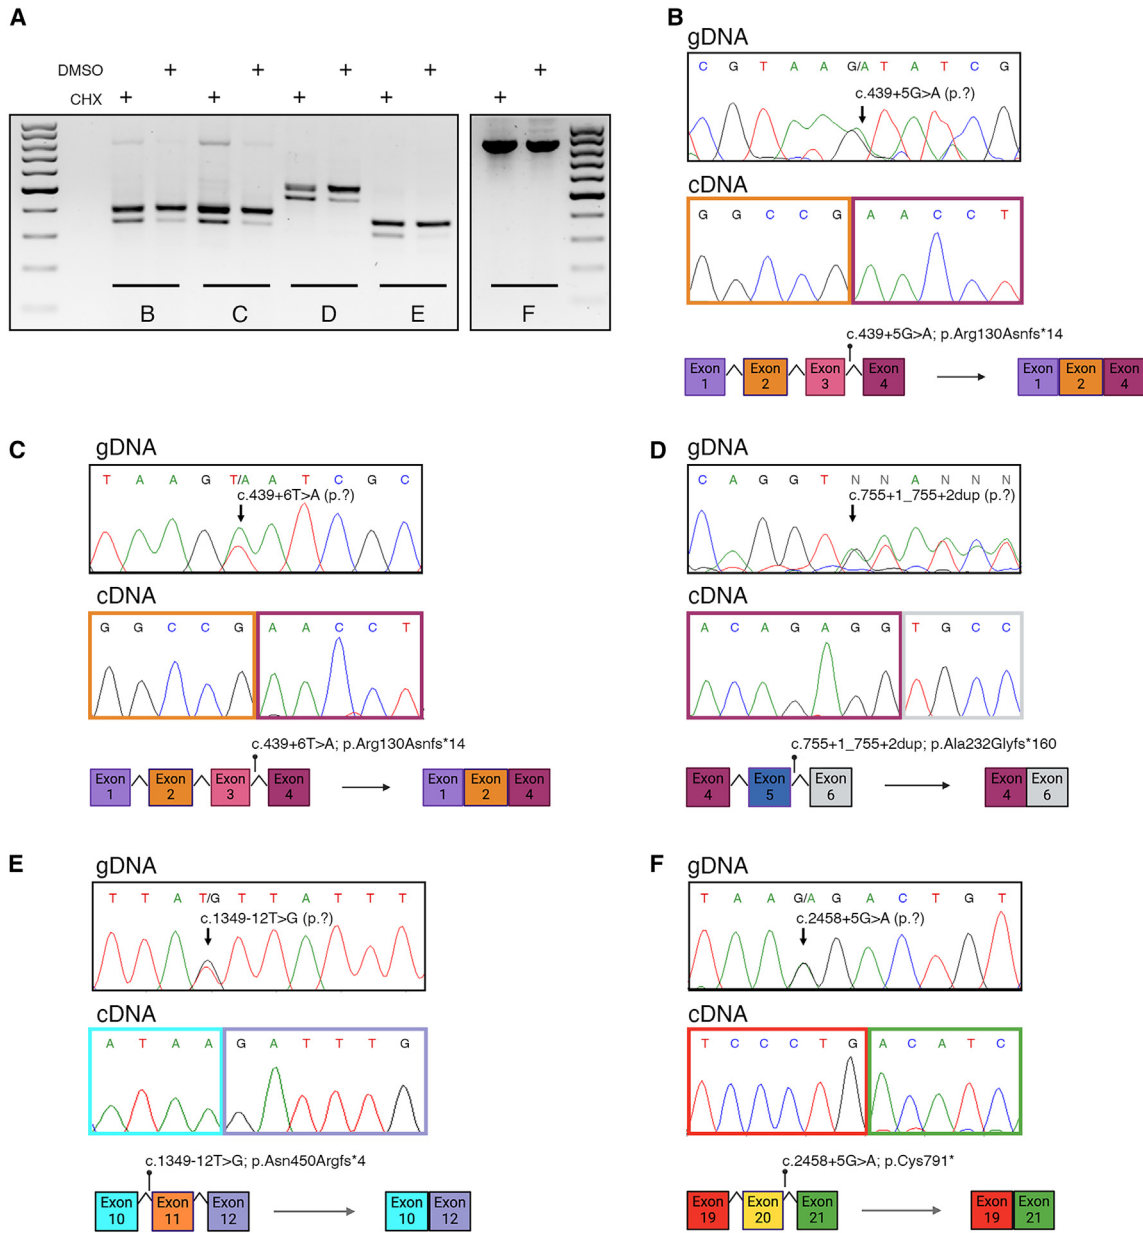 A
DMSO + + + + +
CHX + + + + +
B C D E F
B
gDNA
C G T A A G/A T A T C G
c.439+5G>A (p.?)
cDNA
G G C C G A A C C T
c.439+5G>A; p.Arg130Asnfs*14
Exon 1 Exon 2 Exon 3 Exon 4 Exon 1 Exon 2 Exon 4
C
gDNA
T A A G T/A A T C G C
c.439+6T>A (p.?)
cDNA
G G C C G A A C C T
c.439+6T>A; p.Arg130Asnfs*14
Exon 1 Exon 2 Exon 3 Exon 4 Exon 1 Exon 2 Exon 4
D
gDNA
C A G G T N N A N N N
c.755+1_755+2dup (p.?)
cDNA
A C A G A G G T G C C
c.755+1_755+2dup; p.Ala232Glyfs*160
Exon 4 Exon 5 Exon 6 Exon 4 Exon 6
E
gDNA
T T A T/G T T A T T T
c.1349-12T>G (p.?)
cDNA
A T A A G A T T T G
c.1349-12T>G; p.Asn450Argfs*4
Exon 10 Exon 11 Exon 12 Exon 10 Exon 12
F
gDNA
T A A G/A G A C T G T
c.2458+5G>A (p.?)
cDNA
T C C C T G A C A T C
c.2458+5G>A; p.Cys791*
Exon 19 Exon 20 Exon 21 Exon 19 Exon 21